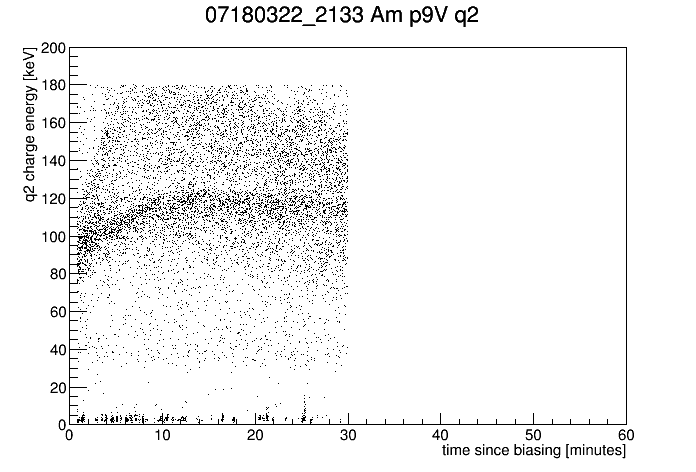 07180322_2133 Am p9V q2
q2 charge energy [keV]
200
180
160
140
120
100
80
60
40
20
0
0 10 20 30 40 50 60
time since biasing [minutes]